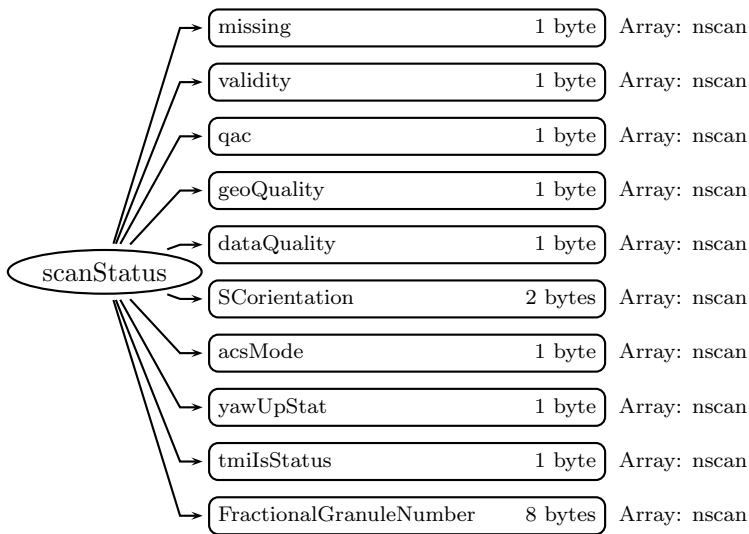 missing 1 byte Array: nscan
validity 1 byte Array: nscan
qac 1 byte Array: nscan
geoQuality 1 byte Array: nscan
dataQuality 1 byte Array: nscan
scanStatus
SCorientation 2 bytes Array: nscan
acsMode 1 byte Array: nscan
yawUpStat 1 byte Array: nscan
tmiIsStatus 1 byte Array: nscan
FractionalGranuleNumber 8 bytes Array: nscan